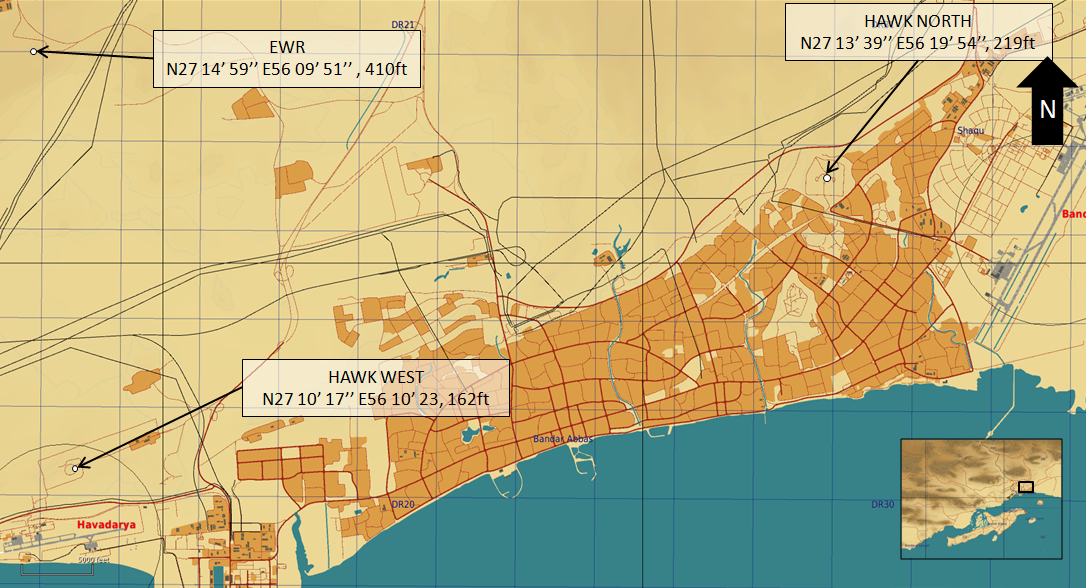 DR21
HAWK NORTH
N27 13’ 39’’ E56 19’ 54’’, 219ft
EWR
N27 14’ 59’’ E56 09’ 51’’ , 410ft
N
Shaqu
Band
HAWK WEST
N27 10’ 17’’ E56 10’ 23, 162ft
Bandar Abbas
DR20
DR30
Havadarya
5000 feet